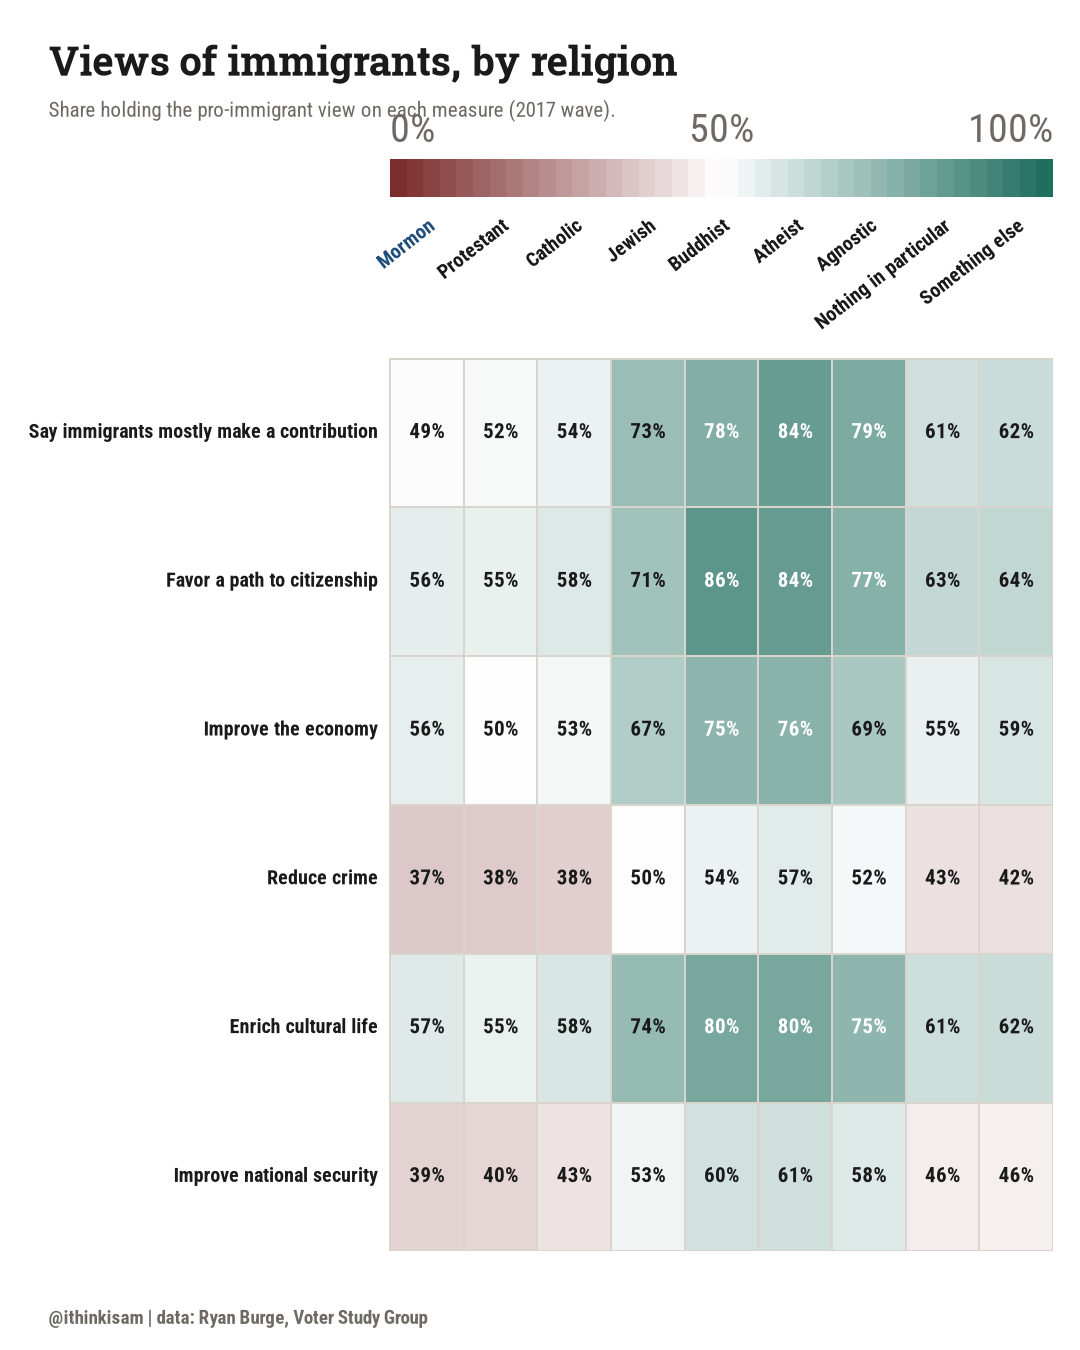 Views of immigrants, by religion
Share holding the pro-immigrant view on each measure (2017 wave).
0% 50% 100%
Mormon Protestant Catholic Jewish Buddhist Atheist Agnostic Nothing in particular Something else
Say immigrants mostly make a contribution 49% 52% 54% 73% 78% 84% 79% 61% 62%
Favor a path to citizenship 56% 55% 58% 71% 86% 84% 77% 63% 64%
Improve the economy 56% 50% 53% 67% 75% 76% 69% 55% 59%
Reduce crime 37% 38% 38% 50% 54% 57% 52% 43% 42%
Enrich cultural life 57% 55% 58% 74% 80% 80% 75% 61% 62%
Improve national security 39% 40% 43% 53% 60% 61% 58% 46% 46%
@ithinkisam | data: Ryan Burge, Voter Study Group